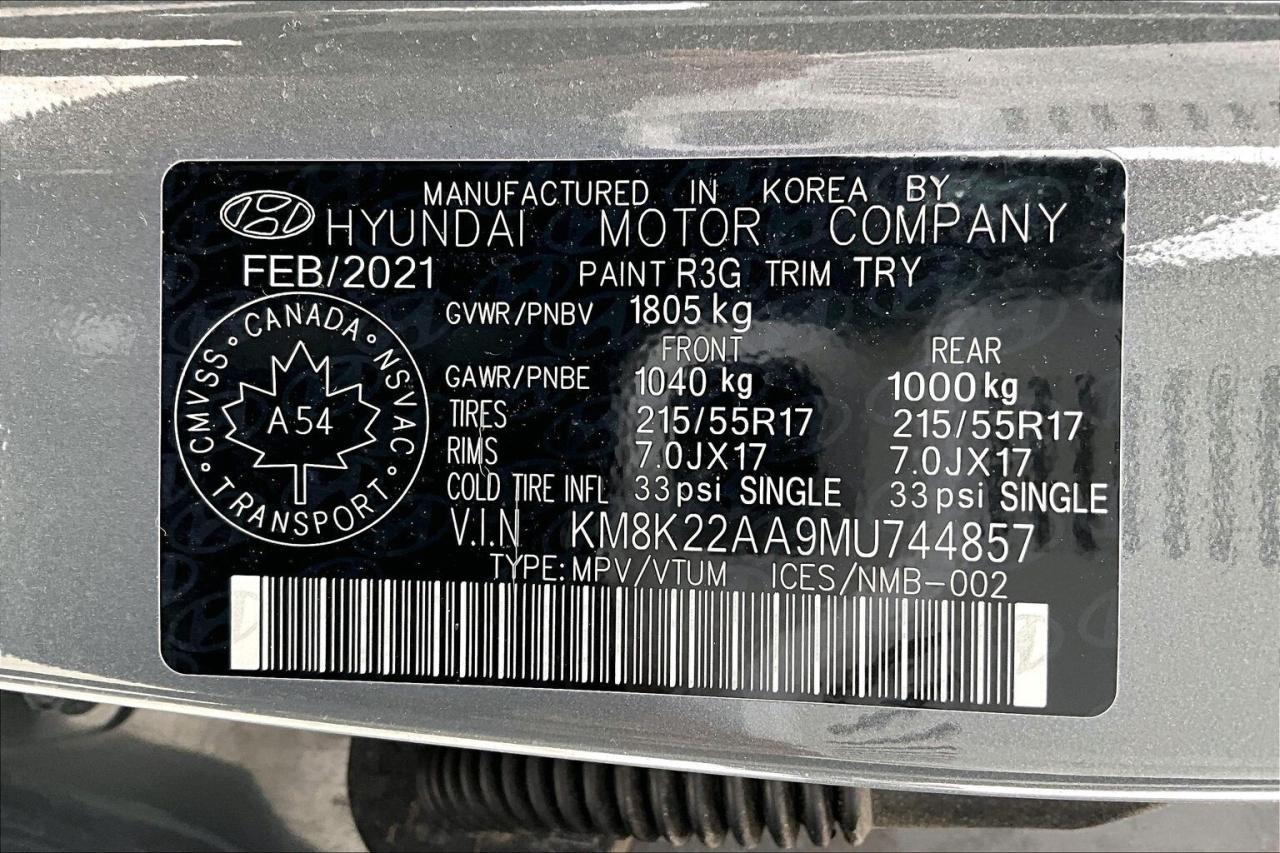 MANUFACTURED IN KOREA BY
HYUNDAI MOTOR COMPANY
FEB/2021 PAINT R3G TRIM TRY
GVWR/PNBV 1805 kg
FRONT REAR
GAWR/PNBE 1040 kg 1000 kg
TIRES 215/55R17 215/55R17
RIMS 7.0JX17 7.0JX17
COLD TIRE INFL 33psi SINGLE 33psi SINGLE
V.I.N KM8K22AA9MU744857
TYPE:MPV/VTUM ICES/NMB-002
CMVSS ◦ CANADA ◦ NSVAC ◦ TRANSPORT ◦
A 54